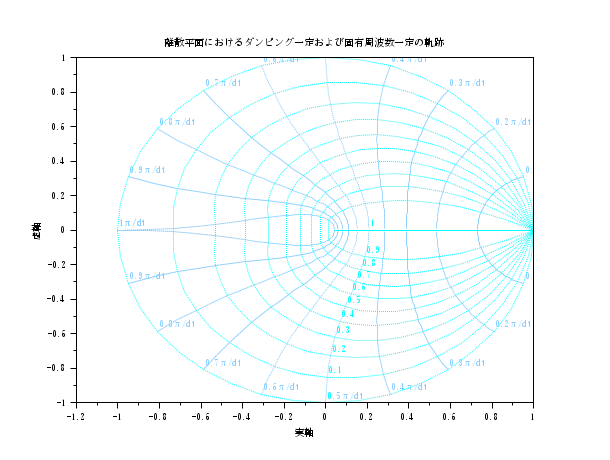 離散平面におけるダンピング一定および固有周波数一定の軌跡
1
0.6π/dt
0.4π/dt
0.7π/dt
0.3π/dt
0.8
0.8π/dt
0.2π/dt
0.6
0.4
0.9π/dt
0
0.2
虚軸
0
1π/dt
1
0.9
-0.2
0.8
0.9π/dt
0.7
0
0.6
-0.4
0.5
0.4
0.8π/dt
0.2π/dt
-0.6
0.3
0.2
0.7π/dt
0.3π/dt
-0.8
0.1
0.6π/dt
0.5π/dt
0.4π/dt
-1
-1.2 -1 -0.8 -0.6 -0.4 -0.2 0 0.2 0.4 0.6 0.8 1
実軸